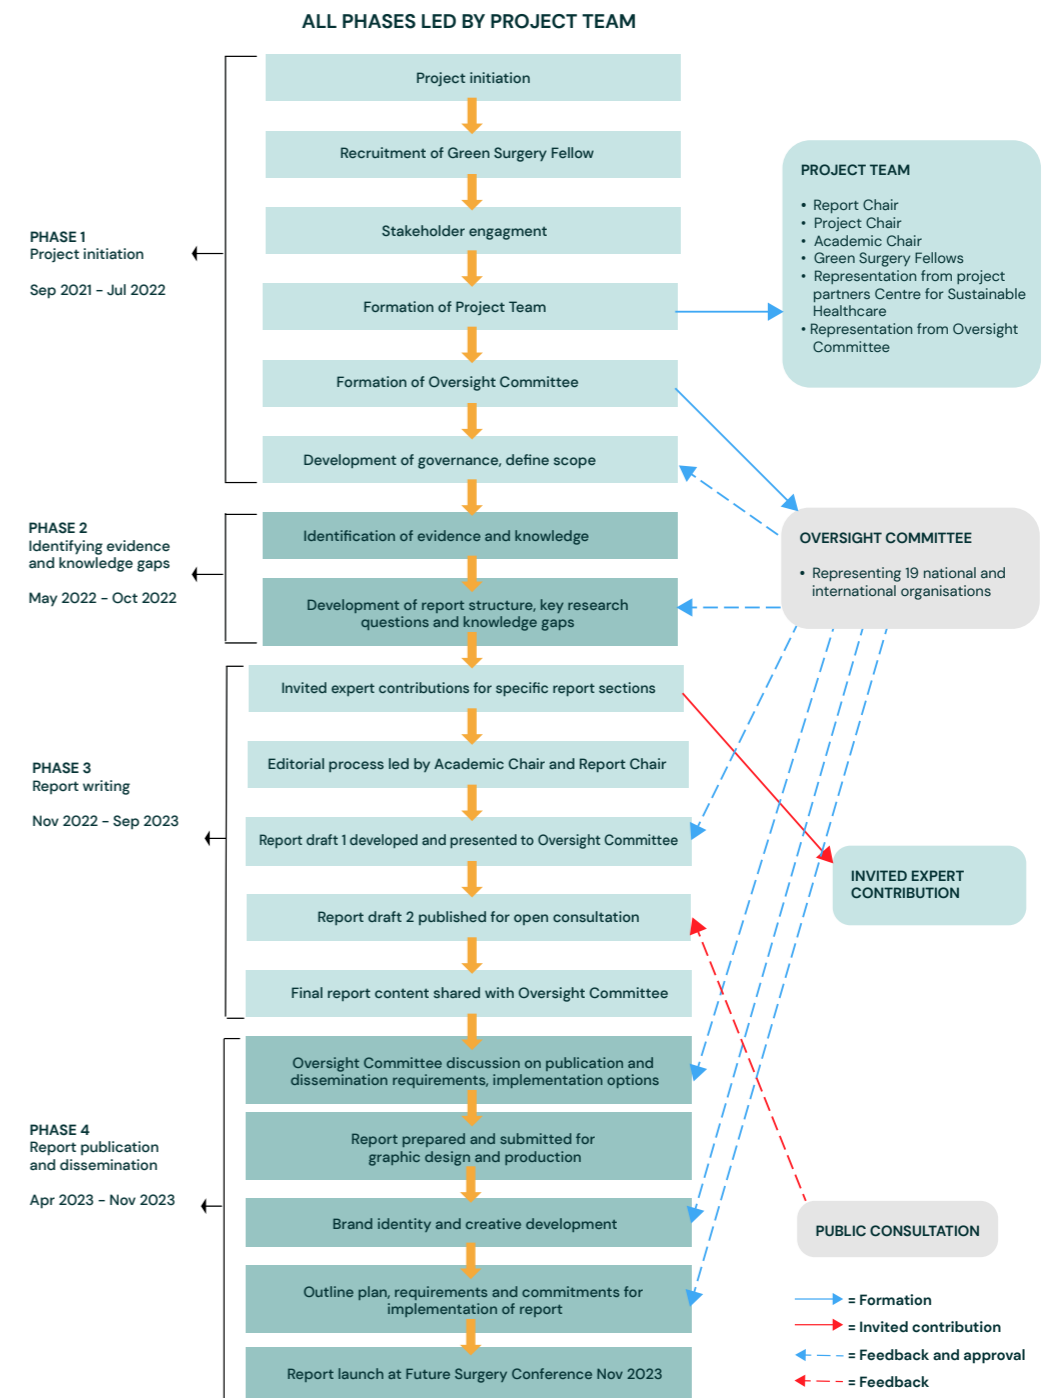 ALL PHASES LED BY PROJECT TEAM
Project initiation
Recruitment of Green Surgery Fellow
Stakeholder engagment
Formation of Project Team
Formation of Oversight Committee
Development of governance, define scope
PHASE 1
Project initiation
Sep 2021 – Jul 2022
PROJECT TEAM
• Report Chair
• Project Chair
• Academic Chair
• Green Surgery Fellows
• Representation from project
partners Centre for Sustainable
Healthcare
• Representation from Oversight
Committee
PHASE 2
Identifying evidence
and knowledge gaps
May 2022 – Oct 2022
Identification of evidence and knowledge
Development of report structure, key research
questions and knowledge gaps
OVERSIGHT COMMITTEE
• Representing 19 national and
international organisations
PHASE 3
Report writing
Nov 2022 – Sep 2023
Invited expert contributions for specific report sections
Editorial process led by Academic Chair and Report Chair
Report draft 1 developed and presented to Oversight Committee
Report draft 2 published for open consultation
Final report content shared with Oversight Committee
INVITED EXPERT
CONTRIBUTION
PHASE 4
Report publication
and dissemination
Apr 2023 – Nov 2023
Oversight Committee discussion on publication and
dissemination requirements, implementation options
Report prepared and submitted for
graphic design and production
Brand identity and creative development
Outline plan, requirements and commitments for
implementation of report
Report launch at Future Surgery Conference Nov 2023
PUBLIC CONSULTATION
= Formation
= Invited contribution
= Feedback and approval
= Feedback